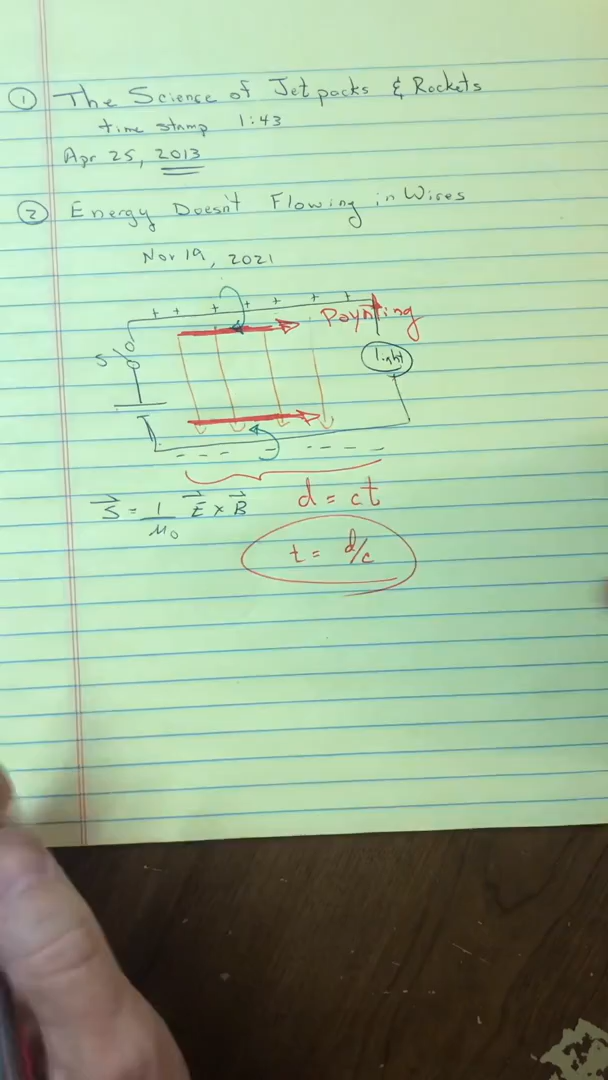 ① The Science of Jetpacks & Rockets
time stamp 1:43
Apr 25, 2013
② Energy Doesn't Flowing in Wires
Nov 19, 2021
+ + + + + + +
Poynting
S
light
- - - - - - -
S = 1/μ₀ E × B
d = ct
t = d/c